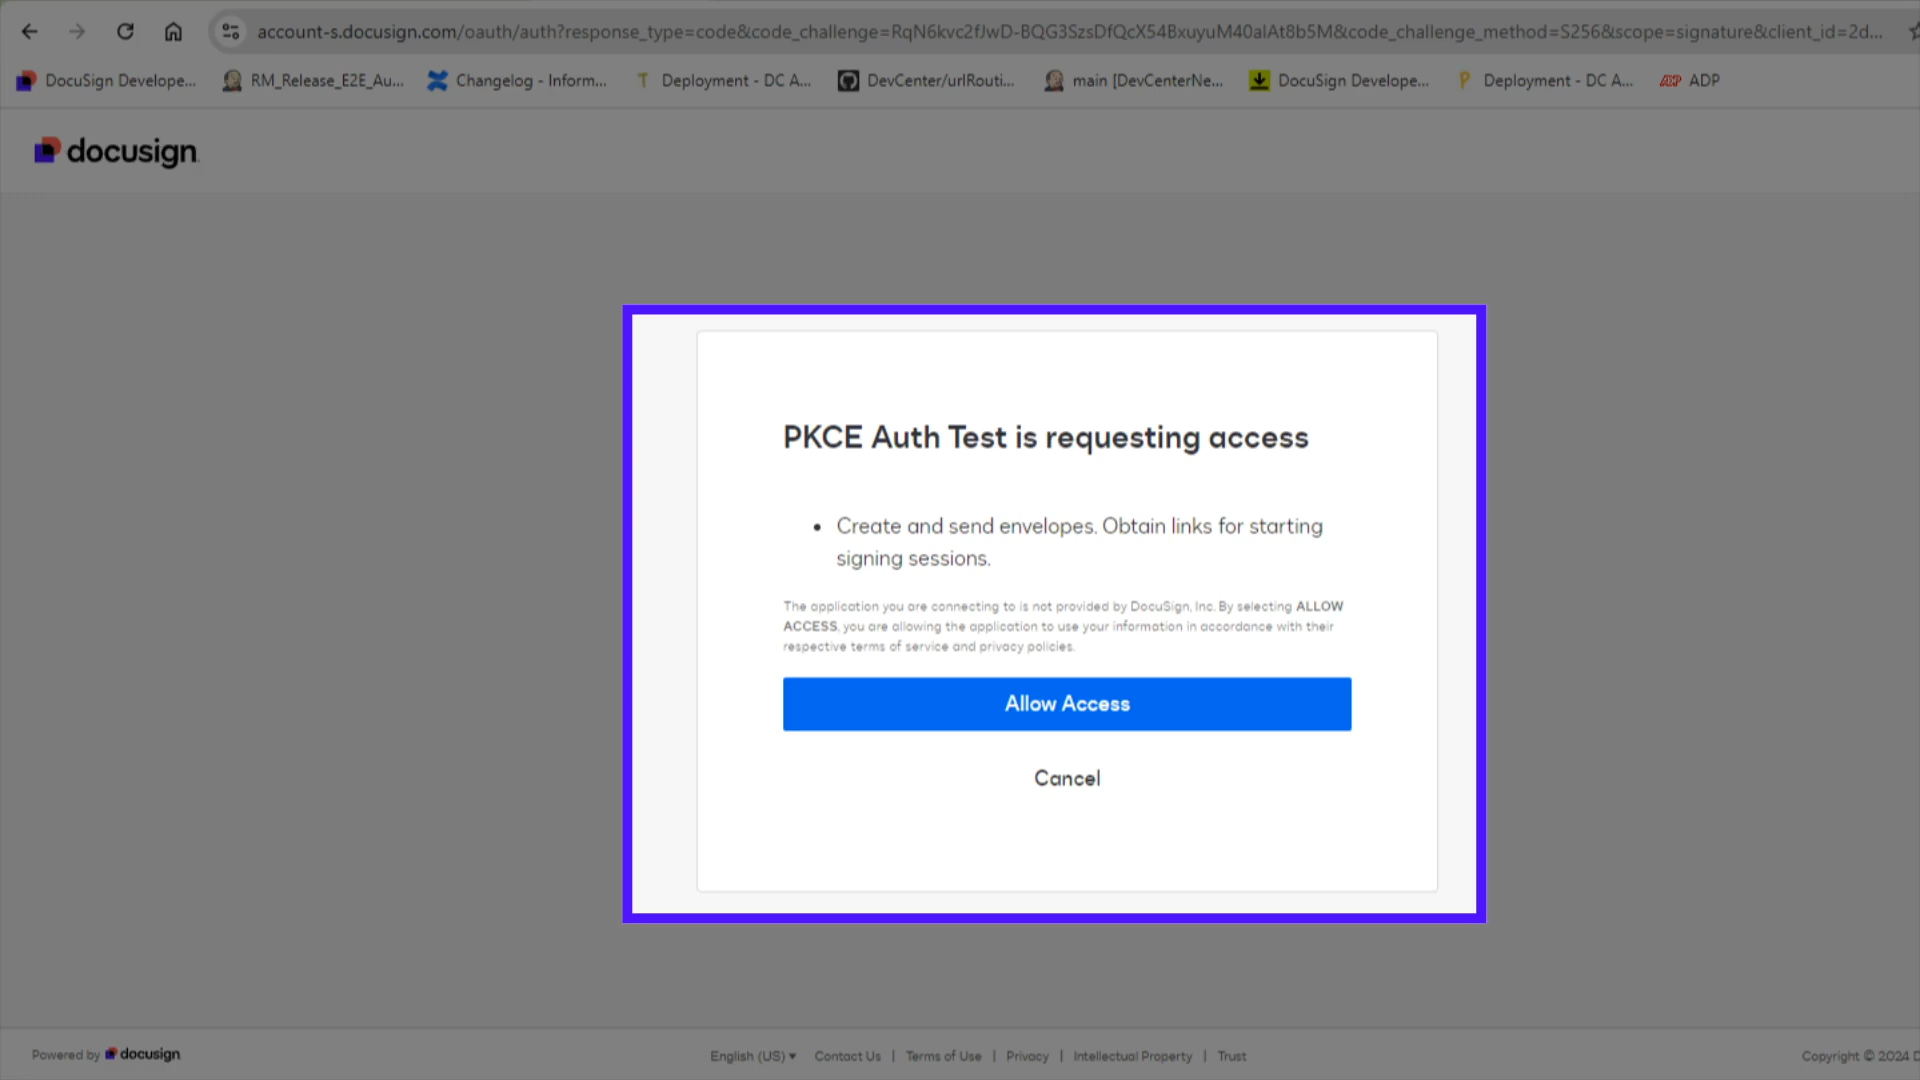 account-s.docusign.com/oauth/auth?response_type=code&code_challenge=RqN6kvc2fJwD-BQG3SzsDfQcX54BxuyuM40alAt8b5M&code_challenge_method=S256&scope=signature&client_id=2d...
DocuSign Develope... RM_Release_E2E_Au... Changelog - Inform... Deployment - DC A... DevCenter/urlRouti... main [DevCenterNe... DocuSign Develope... Deployment - DC A... ADP
docusign
PKCE Auth Test is requesting access
• Create and send envelopes. Obtain links for starting
signing sessions.
The application you are connecting to is not provided by DocuSign, Inc. By selecting ALLOW
ACCESS, you are allowing the application to use your information in accordance with their
respective terms of service and privacy policies.
Allow Access
Cancel
Powered by docusign English (US) ▾ Contact Us | Terms of Use | Privacy | Intellectual Property | Trust Copyright © 2024 D